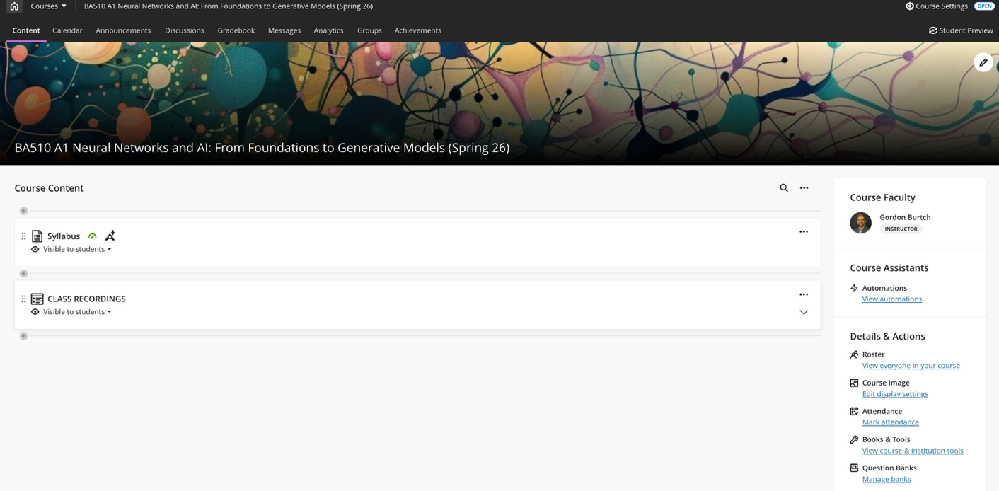 Courses
BA510 A1 Neural Networks and AI: From Foundations to Generative Models (Spring 26)
Course Settings
OPEN
Content
Calendar
Announcements
Discussions
Gradebook
Messages
Analytics
Groups
Achievements
Student Preview
BA510 A1 Neural Networks and AI: From Foundations to Generative Models (Spring 26)
Course Content
Syllabus
Visible to students
CLASS RECORDINGS
Visible to students
Course Faculty
Gordon Burtch
INSTRUCTOR
Course Assistants
Automations
View automations
Details & Actions
Roster
View everyone in your course
Course Image
Edit display settings
Attendance
Mark attendance
Books & Tools
View course & institution tools
Question Banks
Manage banks